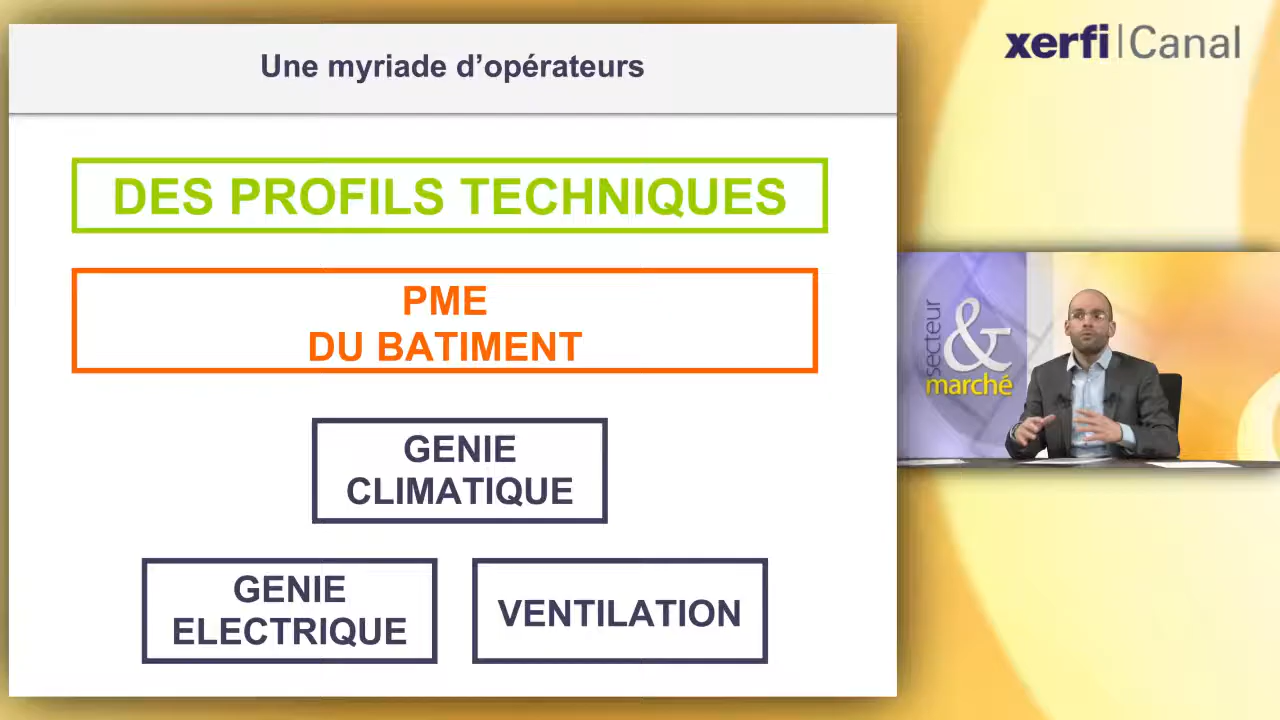 Une myriade d'opérateurs
xerfi Canal
DES PROFILS TECHNIQUES
PME
DU BATIMENT
GENIE
CLIMATIQUE
GENIE
ELECTRIQUE
VENTILATION
secteur
&
marché